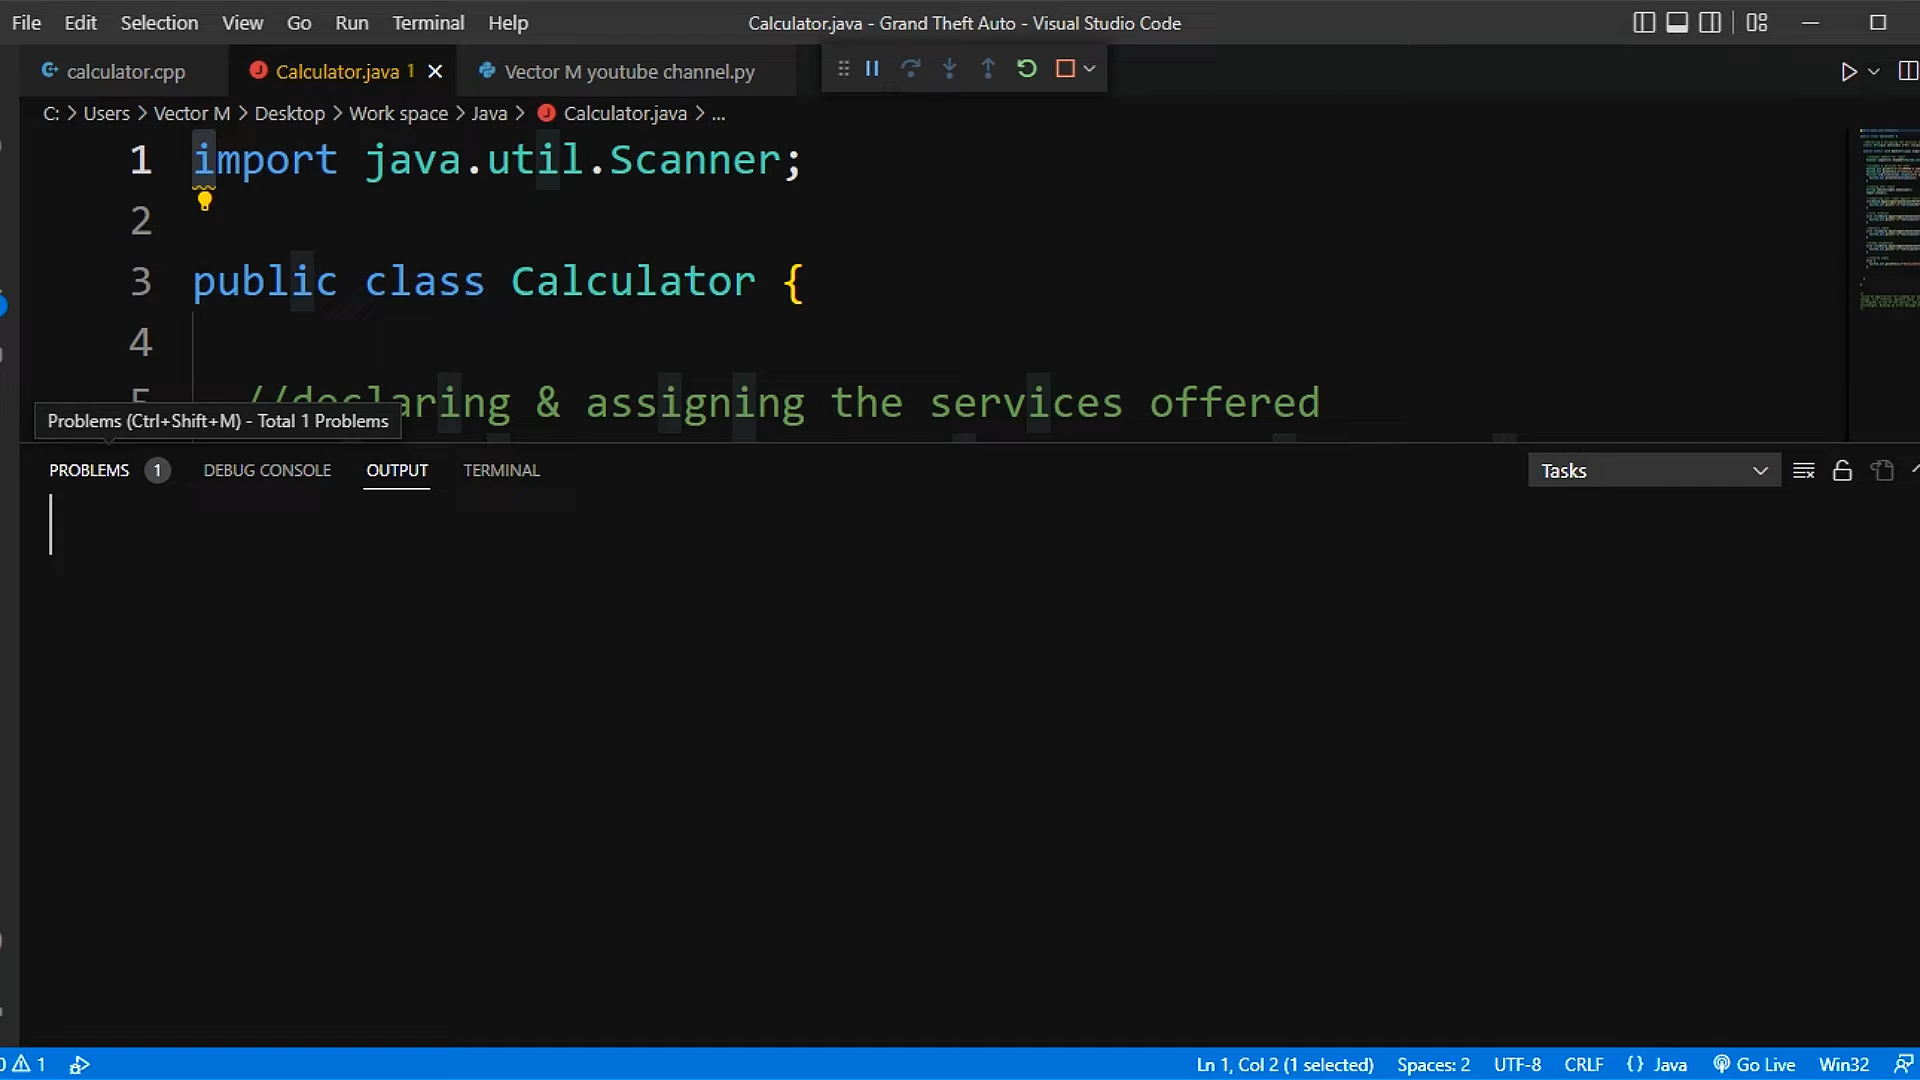 File Edit Selection View Go Run Terminal Help
Calculator.java - Grand Theft Auto - Visual Studio Code
calculator.cpp
Calculator.java 1
Vector M youtube channel.py
C: > Users > Vector M > Desktop > Work space > Java > Calculator.java > ...
1 import java.util.Scanner;
2
3 public class Calculator {
4
5 //declaring & assigning the services offered
Problems (Ctrl+Shift+M) - Total 1 Problems
PROBLEMS 1 DEBUG CONSOLE OUTPUT TERMINAL
Tasks
0 1
Ln 1, Col 2 (1 selected) Spaces: 2 UTF-8 CRLF {} Java Go Live Win32